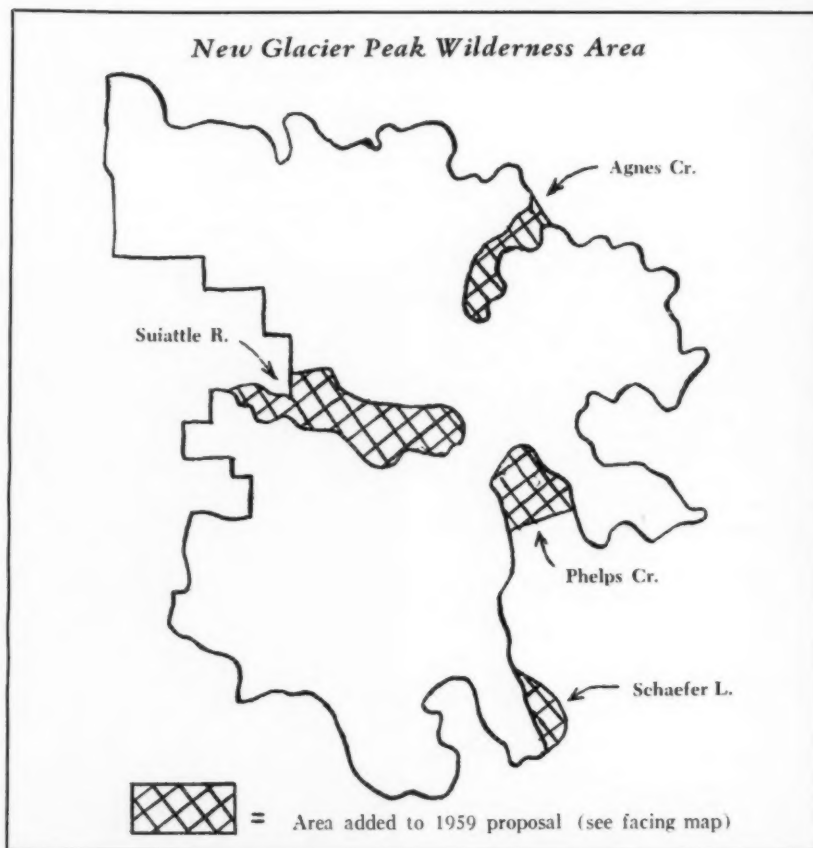 New Glacier Peak Wilderness Area
Agnes Cr.
Suiattle R.
Phelps Cr.
Schaefer L.
= Area added to 1959 proposal (see facing map)